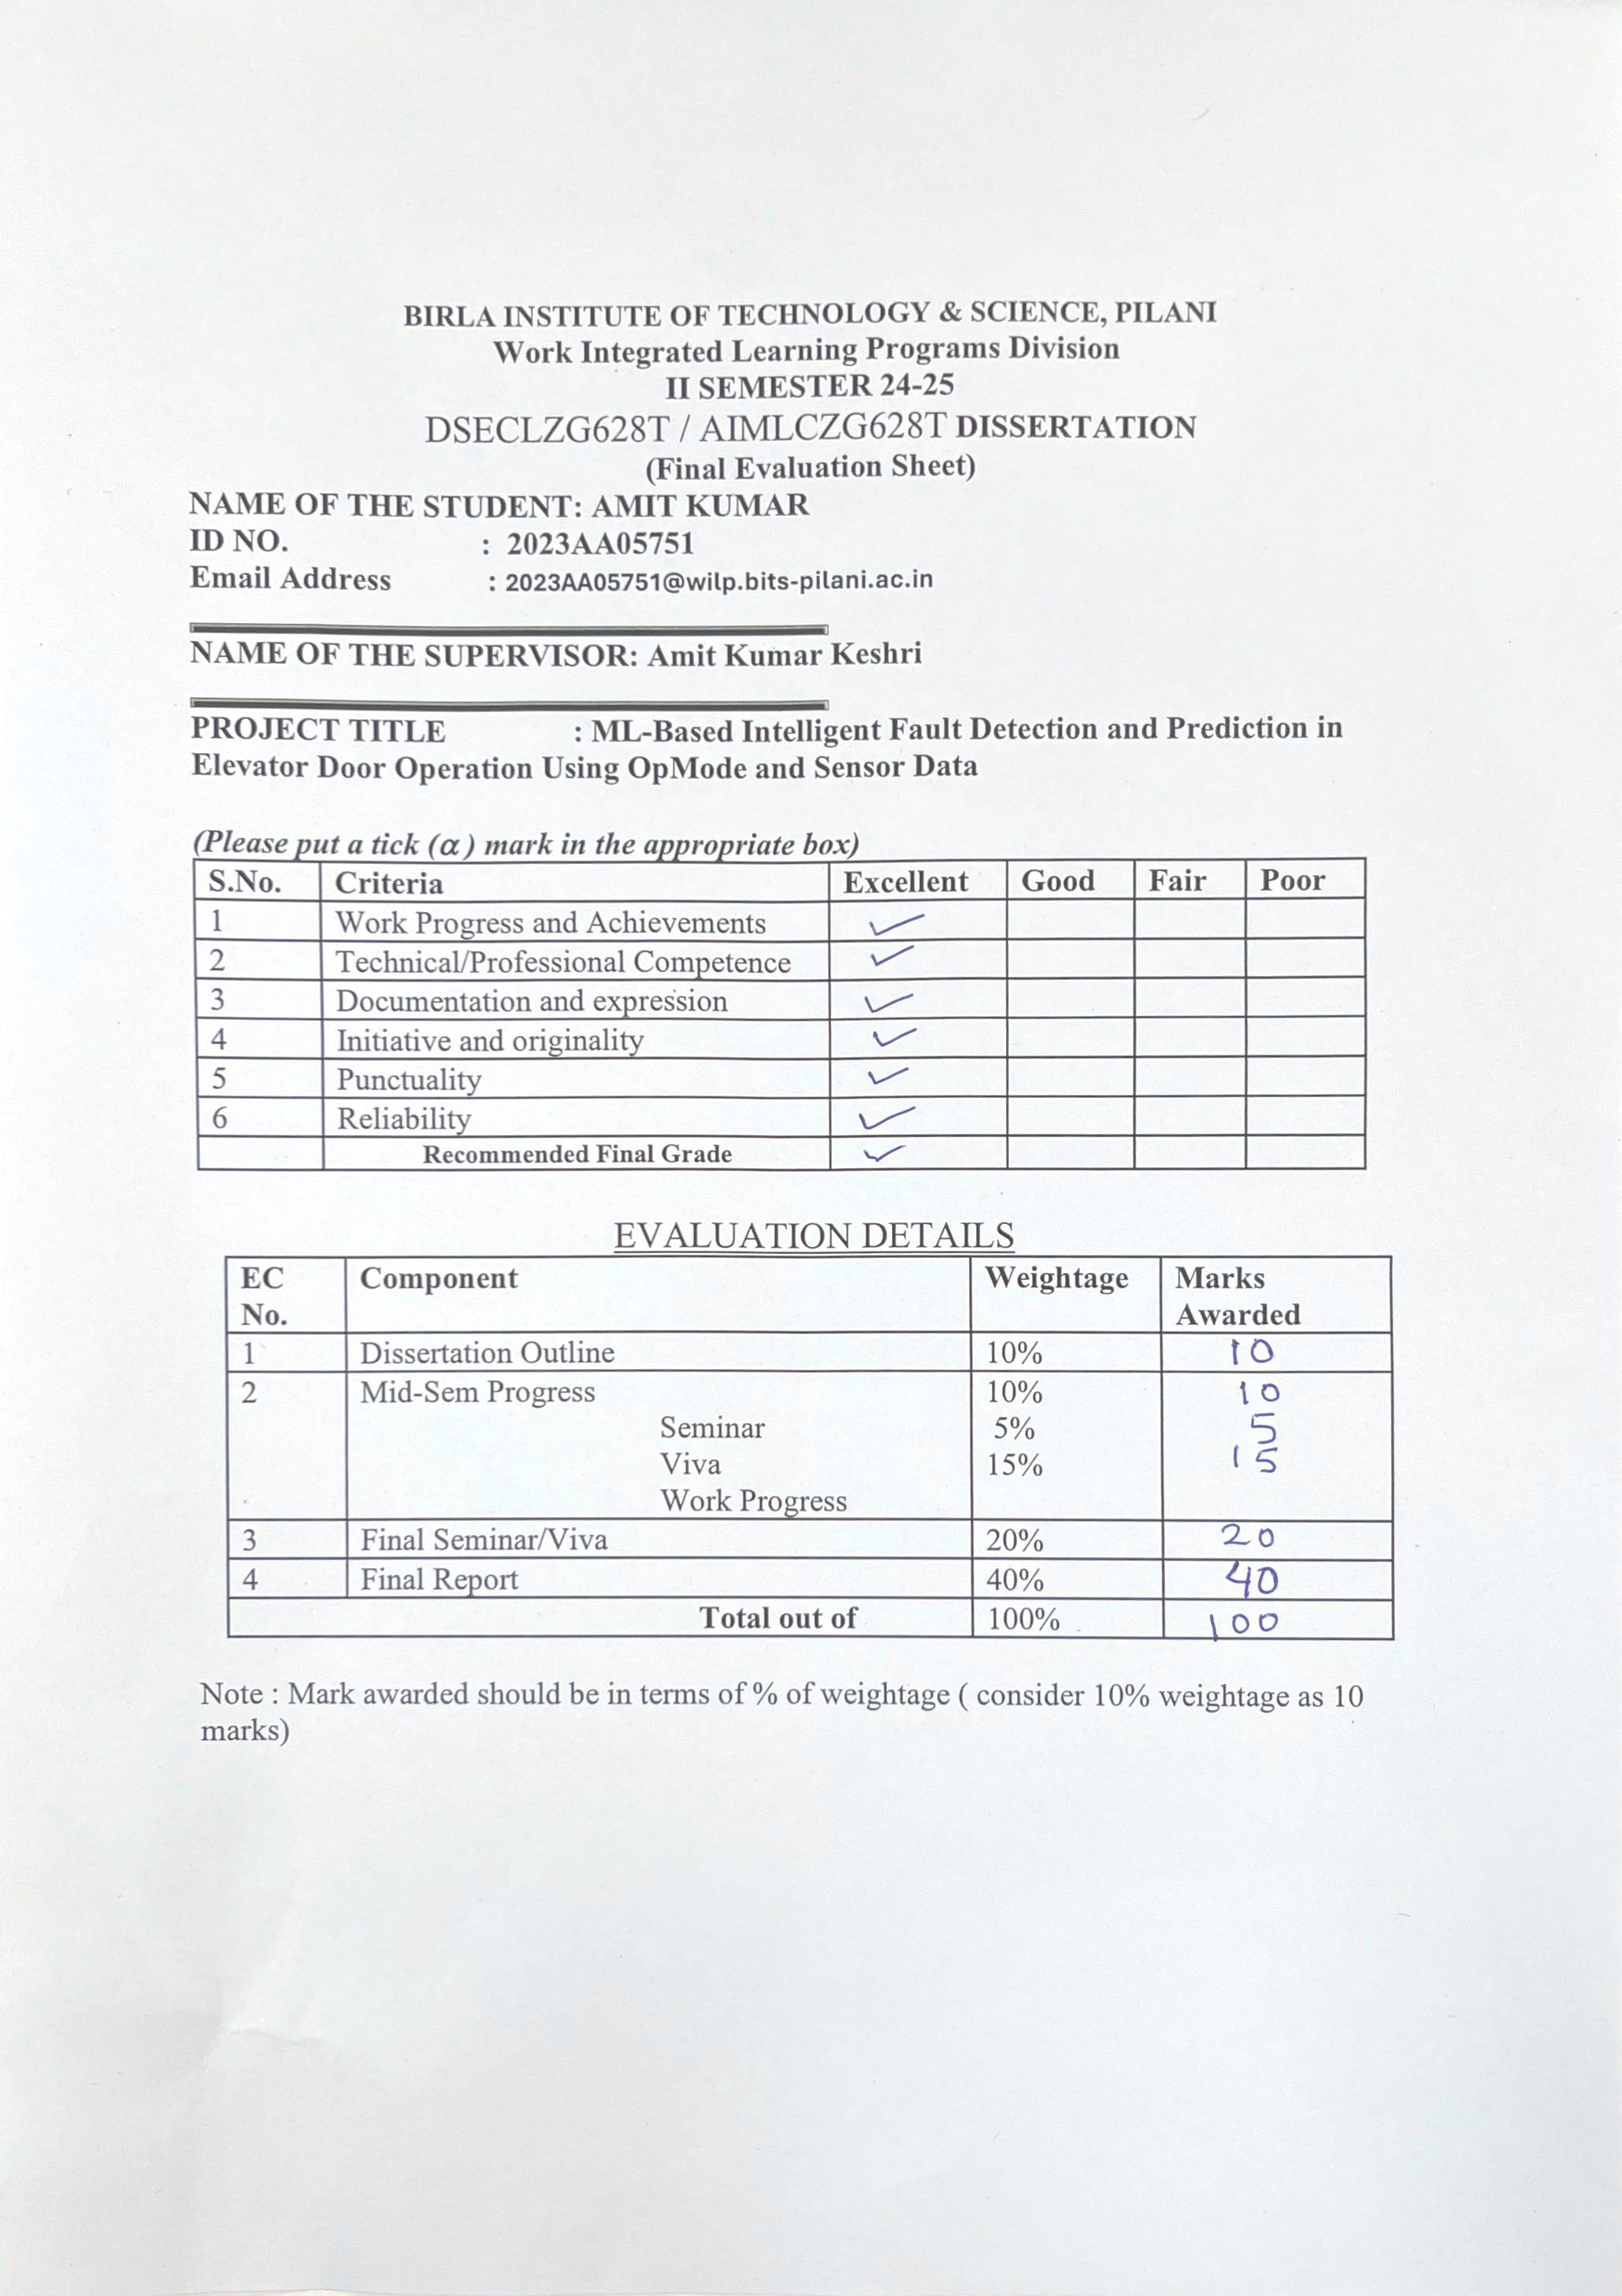 BIRLA INSTITUTE OF TECHNOLOGY & SCIENCE, PILANI
Work Integrated Learning Programs Division
II SEMESTER 24-25
DSECLZG628T / AIMLCZG628T DISSERTATION
(Final Evaluation Sheet)
NAME OF THE STUDENT: AMIT KUMAR
ID NO. : 2023AA05751
Email Address : 2023AA05751@wilp.bits-pilani.ac.in
NAME OF THE SUPERVISOR: Amit Kumar Keshri
PROJECT TITLE : ML-Based Intelligent Fault Detection and Prediction in
Elevator Door Operation Using OpMode and Sensor Data
(Please put a tick (α) mark in the appropriate box)
S.No. Criteria Excellent Good Fair Poor
1 Work Progress and Achievements ✓
2 Technical/Professional Competence ✓
3 Documentation and expression ✓
4 Initiative and originality ✓
5 Punctuality ✓
6 Reliability ✓
Recommended Final Grade ✓
EVALUATION DETAILS
EC Component Weightage Marks
No. Awarded
1 Dissertation Outline 10% 10
2 Mid-Sem Progress 10% 10
Seminar 5% 5
Viva 15% 15
Work Progress
3 Final Seminar/Viva 20% 20
4 Final Report 40% 40
Total out of 100% 100
Note : Mark awarded should be in terms of % of weightage ( consider 10% weightage as 10
marks)